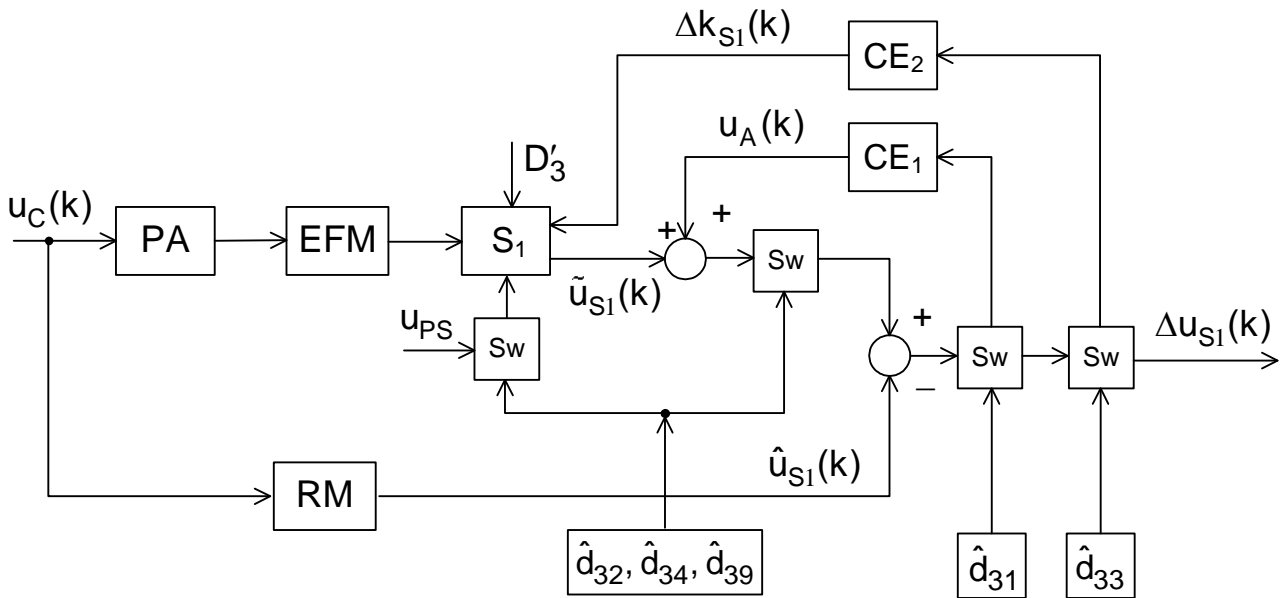 Δk_S1(k)
CE₂
u_A(k)
CE₁
D′₃
u_C(k)
PA
EFM
S₁
+
+
Sw
ũ_S1(k)
u_PS
Sw
+
−
Sw
Sw
Δu_S1(k)
RM
û_S1(k)
d̂₃₂, d̂₃₄, d̂₃₉
d̂₃₁
d̂₃₃